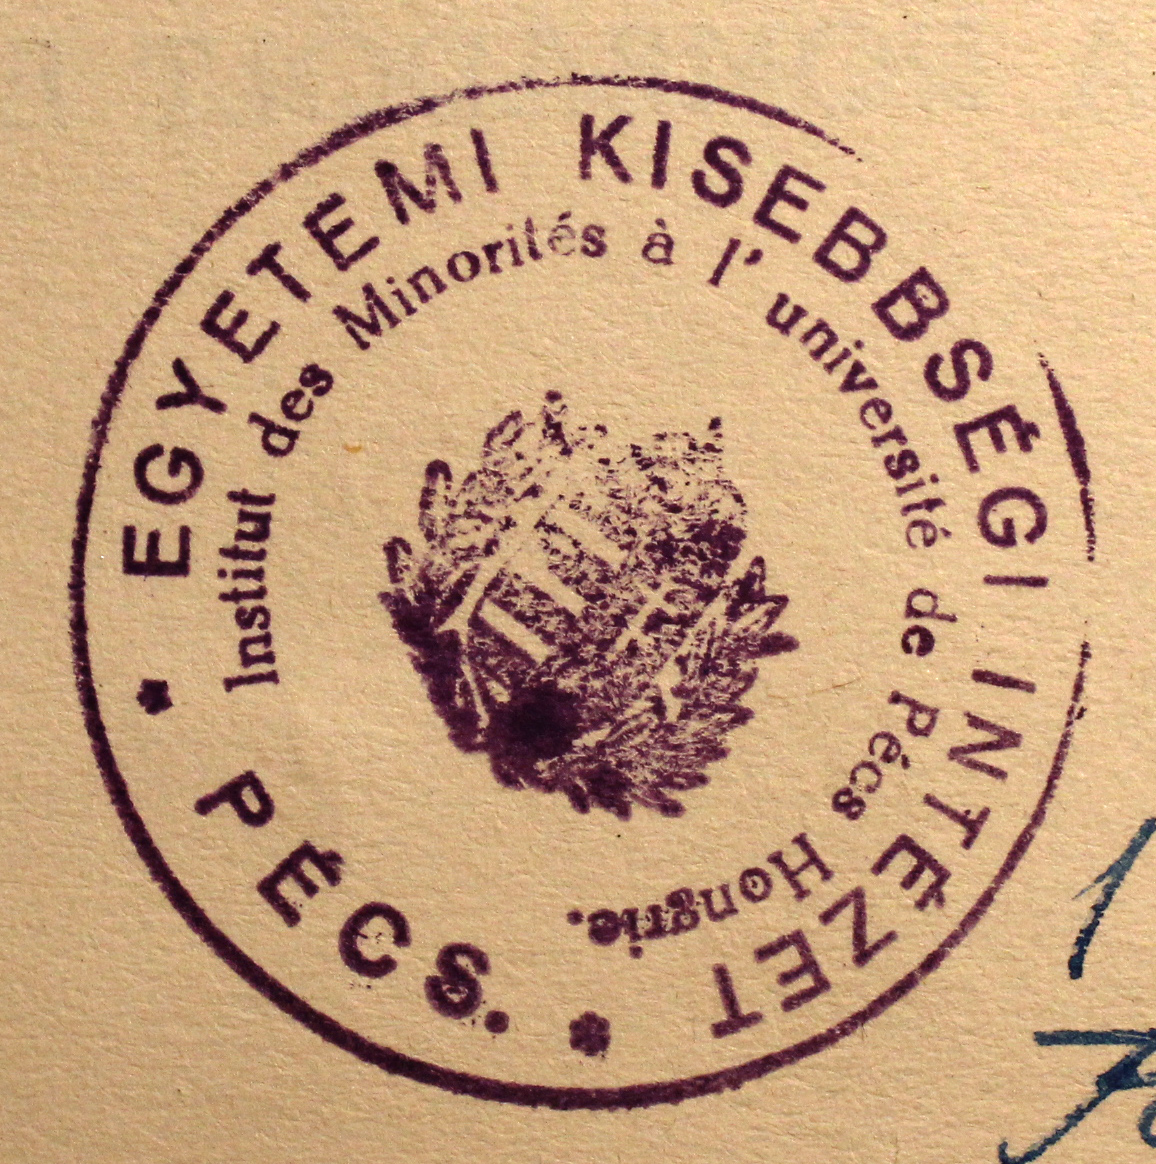 EGYETEMI KISEBBSÉGI INTÉZET
PÉCS.
Institut des Minorités à l' université de Pécs Hongrie.